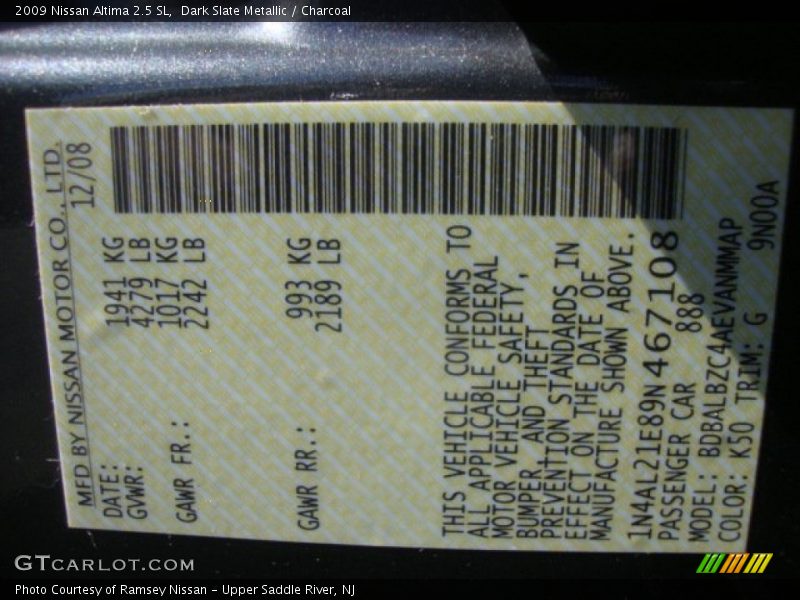 2009 Nissan Altima 2.5 SL, Dark Slate Metallic / Charcoal
MFD BY NISSAN MOTOR CO., LTD.
DATE: 12/08
GVWR: 1941 KG
4279 LB
GAWR FR.: 1017 KG
2242 LB
GAWR RR.: 993 KG
2189 LB
THIS VEHICLE CONFORMS TO
ALL APPLICABLE FEDERAL
MOTOR VEHICLE SAFETY,
BUMPER, AND THEFT
PREVENTION STANDARDS IN
EFFECT ON THE DATE OF
MANUFACTURE SHOWN ABOVE.
1N4AL21E89N467108
PASSENGER CAR 888
MODEL: BDBALBZC4AEVANMMAP
COLOR: K50 TRIM: G 9N00A
GTCARLOT.COM
Photo Courtesy of Ramsey Nissan - Upper Saddle River, NJ